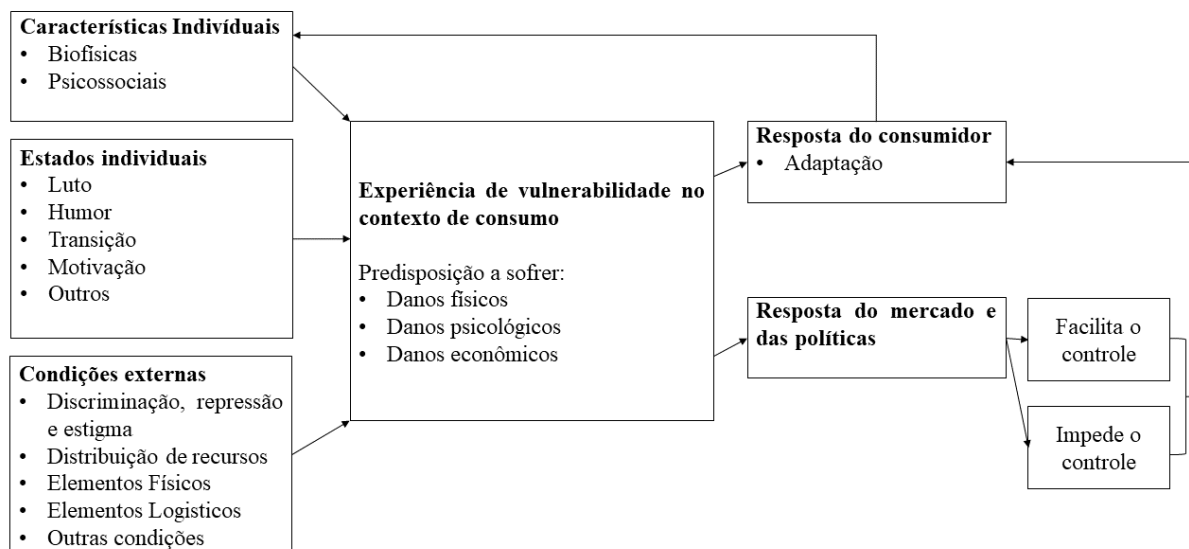 Características Indivíduais
• Biofísicas
• Psicossociais
Estados individuais
• Luto
• Humor
• Transição
• Motivação
• Outros
Condições externas
• Discriminação, repressão
e estigma
• Distribuição de recursos
• Elementos Físicos
• Elementos Logisticos
• Outras condições
Experiência de vulnerabilidade no
contexto de consumo
Predisposição a sofrer:
• Danos físicos
• Danos psicológicos
• Danos econômicos
Resposta do consumidor
• Adaptação
Resposta do mercado e
das políticas
Facilita o
controle
Impede o
controle